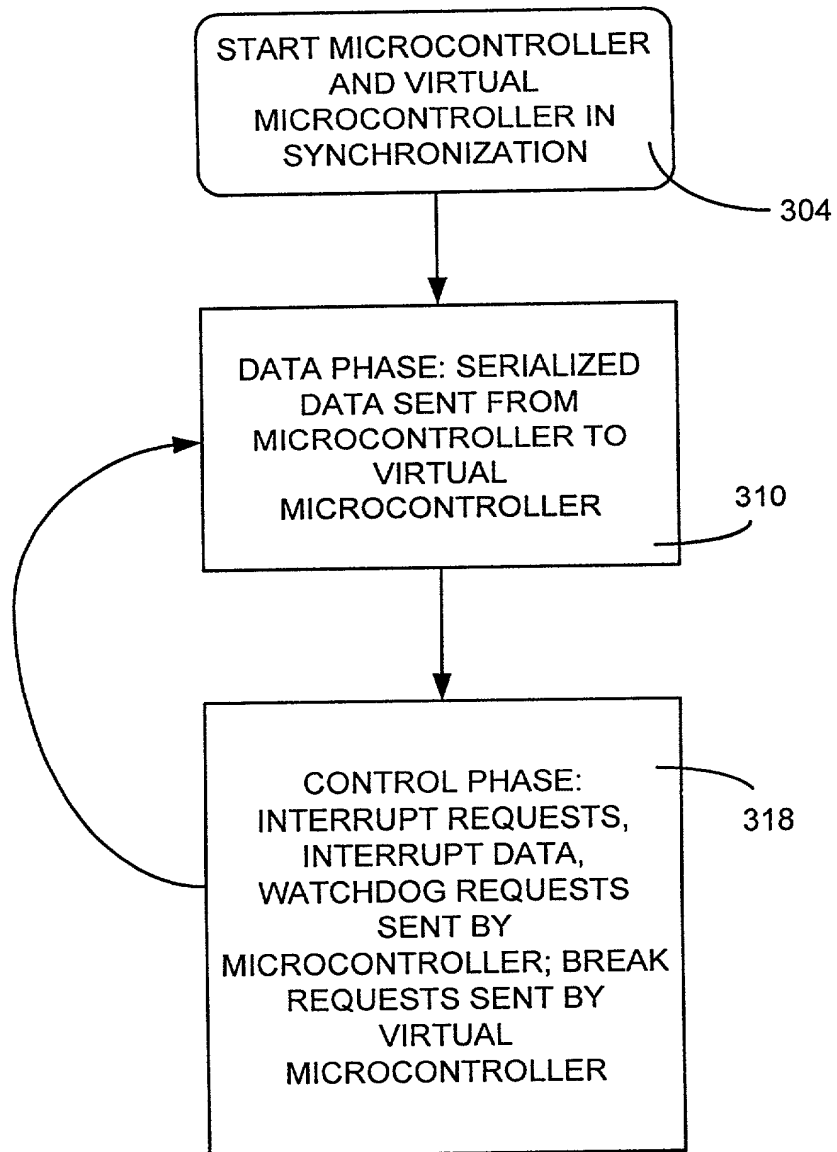 START MICROCONTROLLER
AND VIRTUAL
MICROCONTROLLER IN
SYNCHRONIZATION
304
DATA PHASE: SERIALIZED
DATA SENT FROM
MICROCONTROLLER TO
VIRTUAL
MICROCONTROLLER
310
CONTROL PHASE:
INTERRUPT REQUESTS,
INTERRUPT DATA,
WATCHDOG REQUESTS
SENT BY
MICROCONTROLLER; BREAK
REQUESTS SENT BY
VIRTUAL
MICROCONTROLLER
318